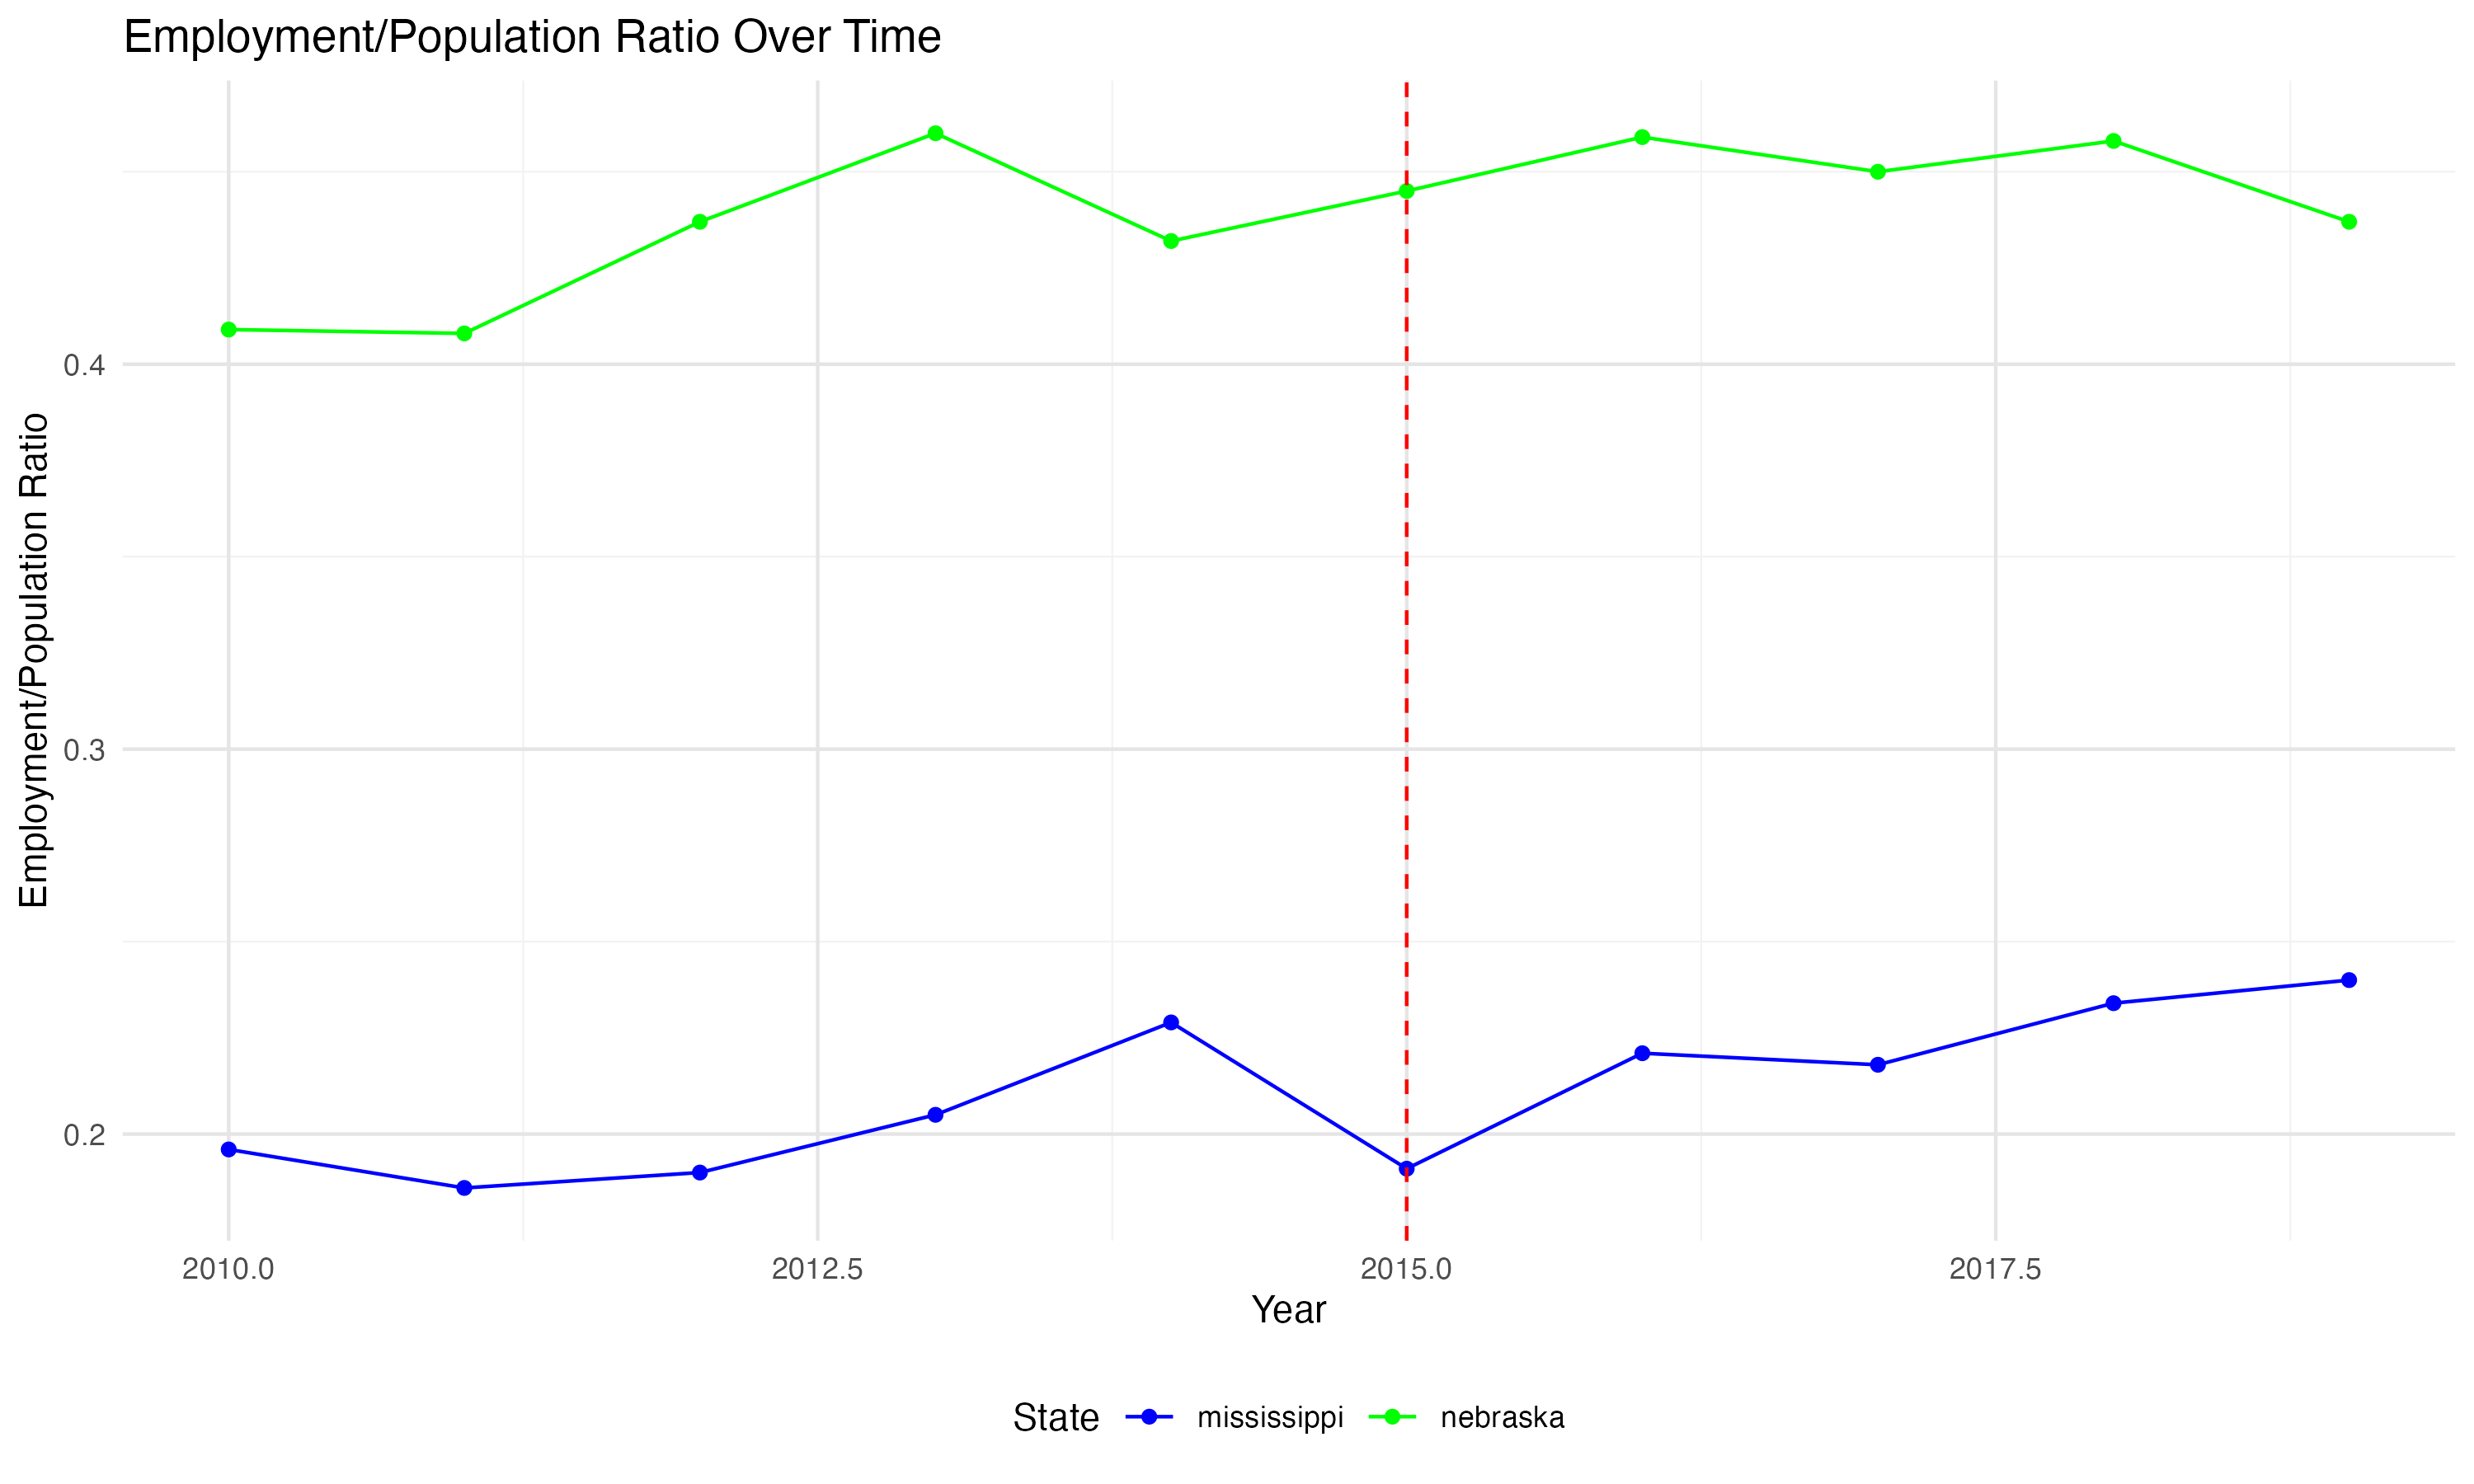 Employment/Population Ratio Over Time
Employment/Population Ratio
0.4
0.3
0.2
2010.0 2012.5 2015.0 2017.5
Year
State mississippi nebraska